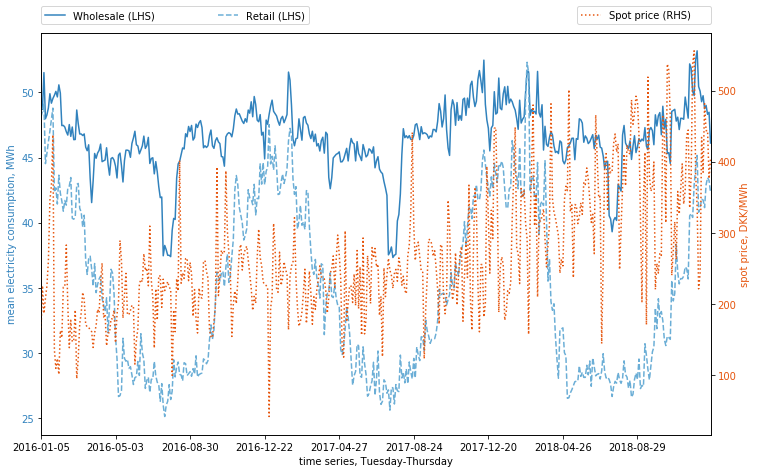 Wholesale (LHS) Retail (LHS) Spot price (RHS)
mean electricity consumption, MWh
50
45
40
35
30
25
500
400
300
200
100
spot price, DKK/MWh
2016-01-05 2016-05-03 2016-08-30 2016-12-22 2017-04-27 2017-08-24 2017-12-20 2018-04-26 2018-08-29
time series, Tuesday-Thursday